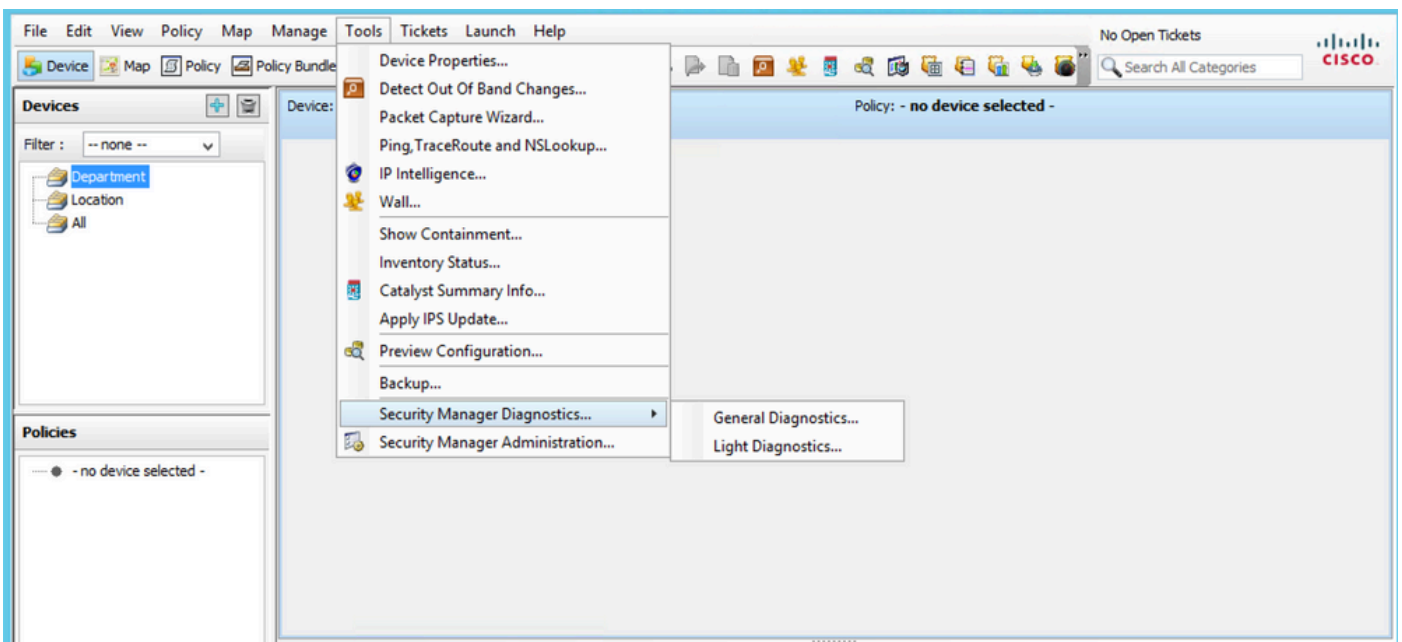 File Edit View Policy Map Manage Tools Tickets Launch Help
No Open Tickets
Device Map Policy Policy Bundle
Search All Categories
CISCO
Devices
Filter : -- none --
Department
Location
All
Policies
- no device selected -
Device:
Policy: - no device selected -
Device Properties...
Detect Out Of Band Changes...
Packet Capture Wizard...
Ping,TraceRoute and NSLookup...
IP Intelligence...
Wall...
Show Containment...
Inventory Status...
Catalyst Summary Info...
Apply IPS Update...
Preview Configuration...
Backup...
Security Manager Diagnostics...
Security Manager Administration...
General Diagnostics...
Light Diagnostics...